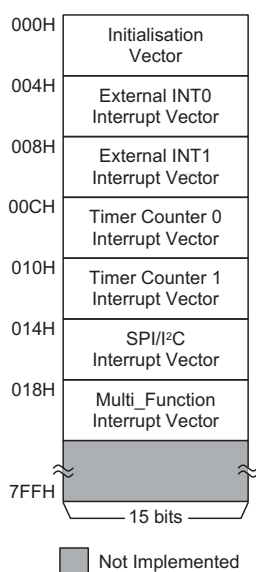 000H
Initialisation
Vector
004H
External INT0
Interrupt Vector
008H
External INT1
Interrupt Vector
00CH
Timer Counter 0
Interrupt Vector
010H
Timer Counter 1
Interrupt Vector
014H
SPI/I²C
Interrupt Vector
018H
Multi_Function
Interrupt Vector
7FFH
15 bits
Not Implemented